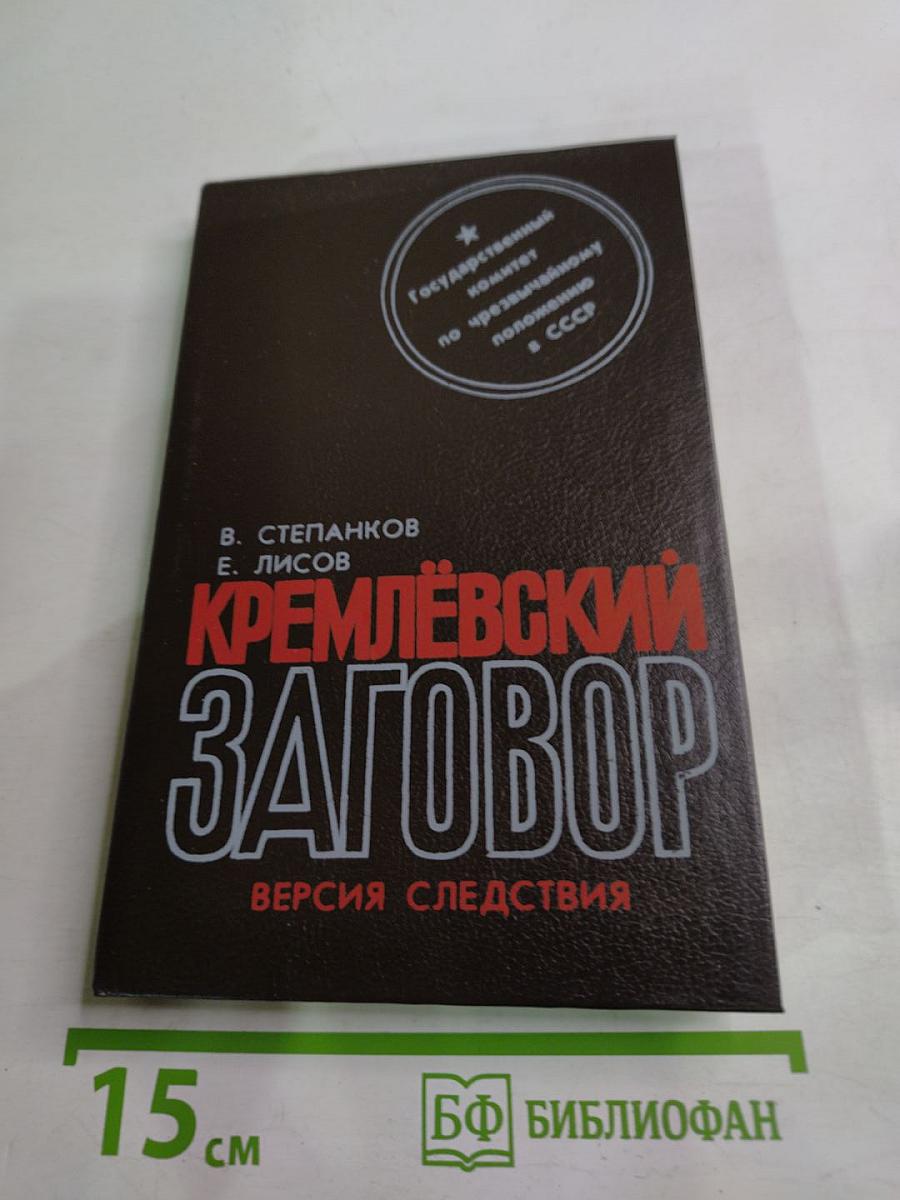 Государственный
комитет
по чрезвычайному
положению
в СССР
В. СТЕПАНКОВ
Е. ЛИСОВ
КРЕМЛЁВСКИЙ
ЗАГОВОР
ВЕРСИЯ СЛЕДСТВИЯ
15 см
БФ БИБЛИОФАН